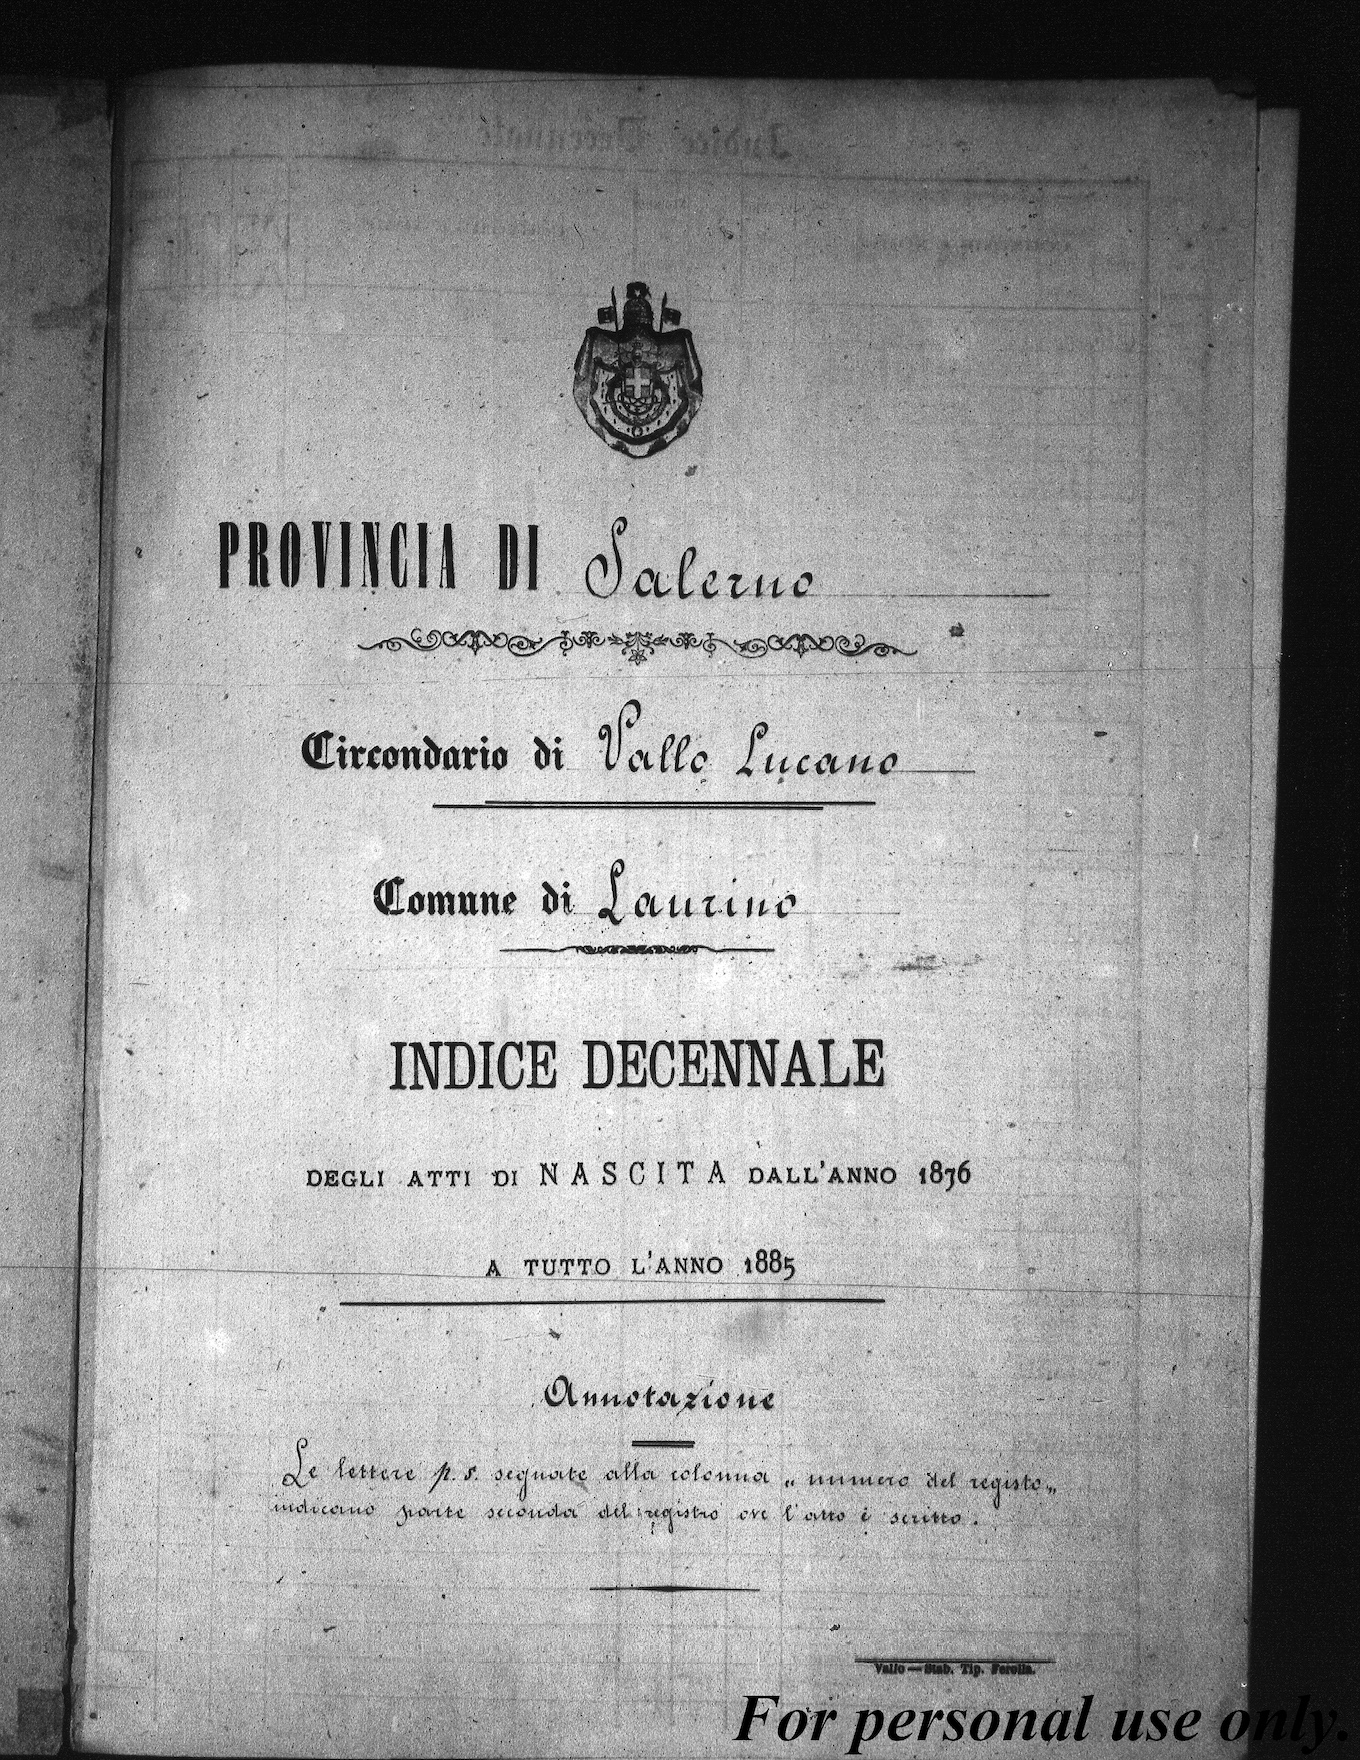 PROVINCIA DI Salerno
Circondario di Vallo Lucano
Comune di Laurino
INDICE DECENNALE
DEGLI ATTI DI NASCITA DALL'ANNO 1876
A TUTTO L'ANNO 1885
Annotazione
Le lettere p. s. segnate alla colonna „ numero del registo „
indicano parte seconda del registro ove l'atto è scritto.
Vallo — Stab. Tip. Ferolla.
For personal use only.